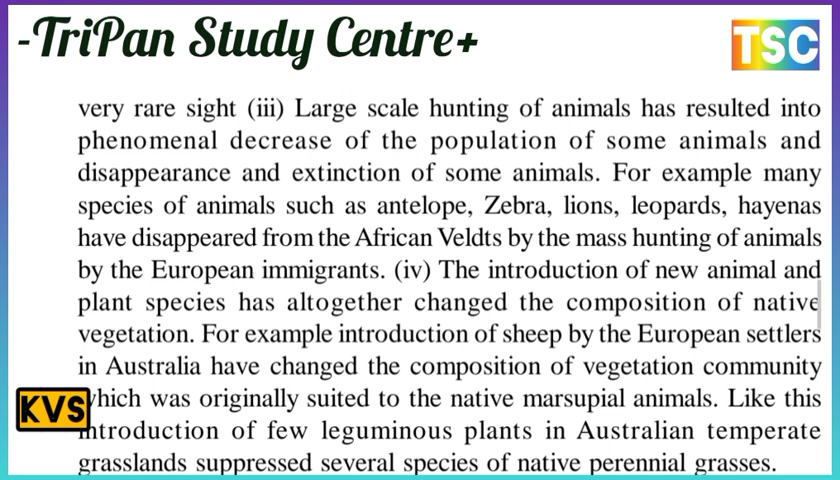 -TriPan Study Centre+
TSC
very rare sight (iii) Large scale hunting of animals has resulted into
phenomenal decrease of the population of some animals and
disappearance and extinction of some animals. For example many
species of animals such as antelope, Zebra, lions, leopards, hayenas
have disappeared from the African Veldts by the mass hunting of animals
by the European immigrants. (iv) The introduction of new animal and
plant species has altogether changed the composition of native
vegetation. For example introduction of sheep by the European settlers
in Australia have changed the composition of vegetation community
which was originally suited to the native marsupial animals. Like this
KVS
introduction of few leguminous plants in Australian temperate
grasslands suppressed several species of native perennial grasses.